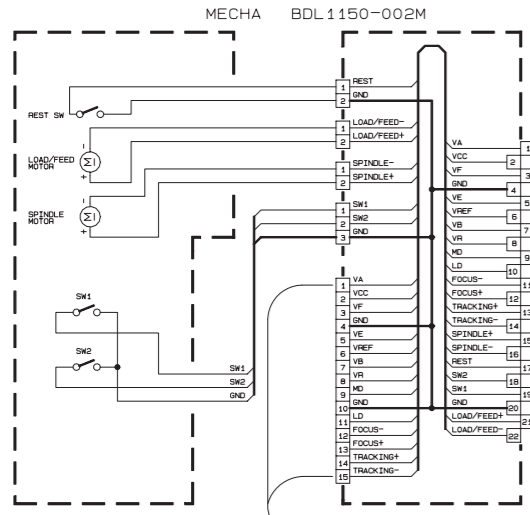 MECHA BDL1150-002M
REST SW
LOAD/FEED
MOTOR
- +
SPINDLE
MOTOR
- +
SW1
SW2
SW1
SW2
GND
1 REST
2 GND
1 LOAD/FEED-
2 LOAD/FEED+
1 SPINDLE-
2 SPINDLE+
1 SW1
2 SW2
3 GND
1 VA
2 VCC
3 VF
4 GND
5 VE
6 VREF
7 VB
8 VR
9 MD
10 GND
11 LD
12 FOCUS-
13 FOCUS+
14 TRACKING+
15 TRACKING-
VA 1
VCC 2
VF 3
GND 4
VE 5
VREF 6
VB 7
VR 8
MD 9
LD 10
FOCUS- 11
FOCUS+ 12
TRACKING+ 13
TRACKING- 14
SPINDLE+ 15
SPINDLE- 16
REST 17
SW2 18
SW1 19
GND 20
LOAD/FEED+ 21
LOAD/FEED- 22